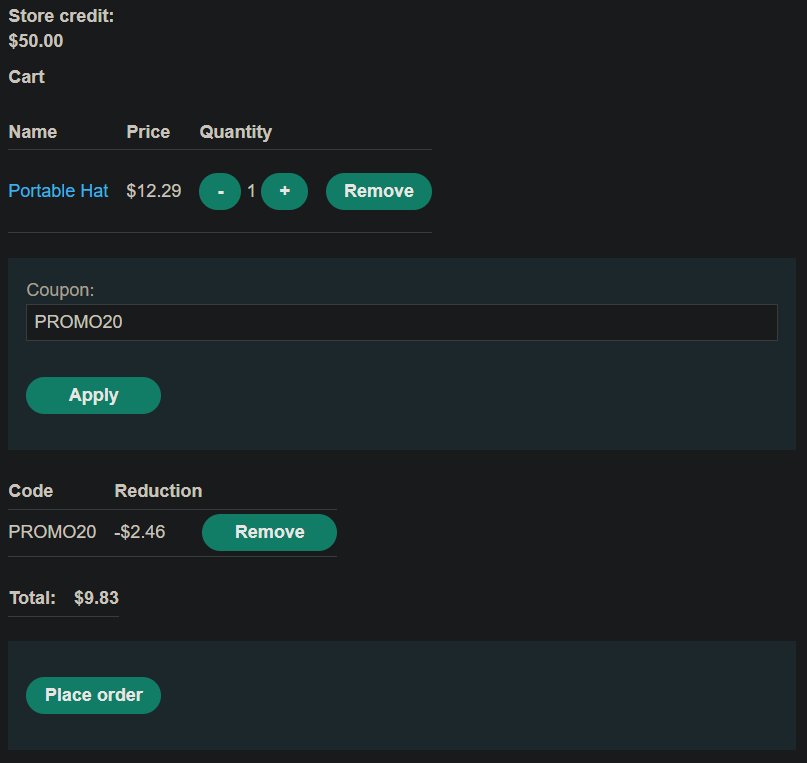 Store credit:
$50.00
Cart
Name Price Quantity
Portable Hat $12.29 - 1 + Remove
Coupon:
PROMO20
Apply
Code Reduction
PROMO20 -$2.46 Remove
Total: $9.83
Place order